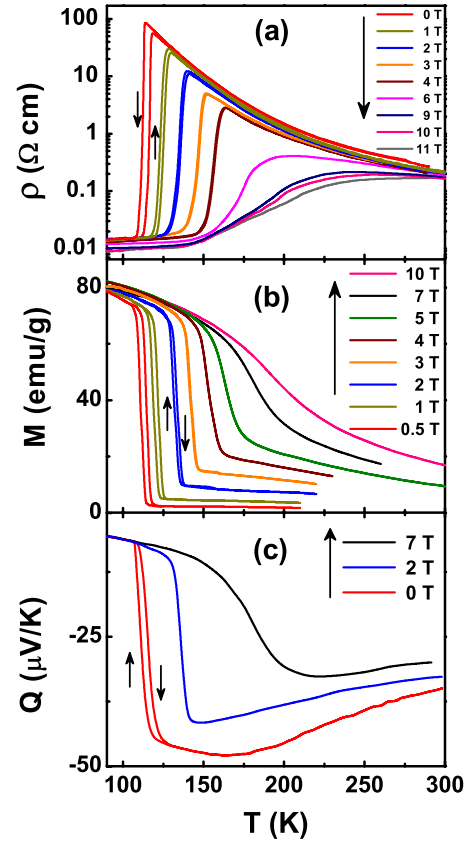 (a)
0 T
1 T
2 T
3 T
4 T
6 T
9 T
10 T
11 T
100
10
1
0.1
0.01
ρ (Ω cm)
(b)
10 T
7 T
5 T
4 T
3 T
2 T
1 T
0.5 T
80
40
0
M (emu/g)
(c)
7 T
2 T
0 T
-25
-50
Q (μV/K)
100 150 200 250 300
T (K)